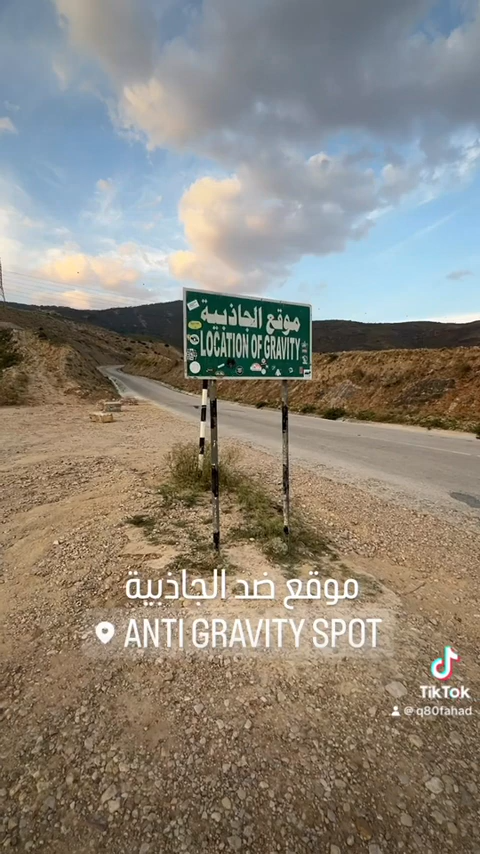 موقع الجاذبية
LOCATION OF GRAVITY
موقع ضد الجاذبية
ANTI GRAVITY SPOT
TikTok
@q80fahad